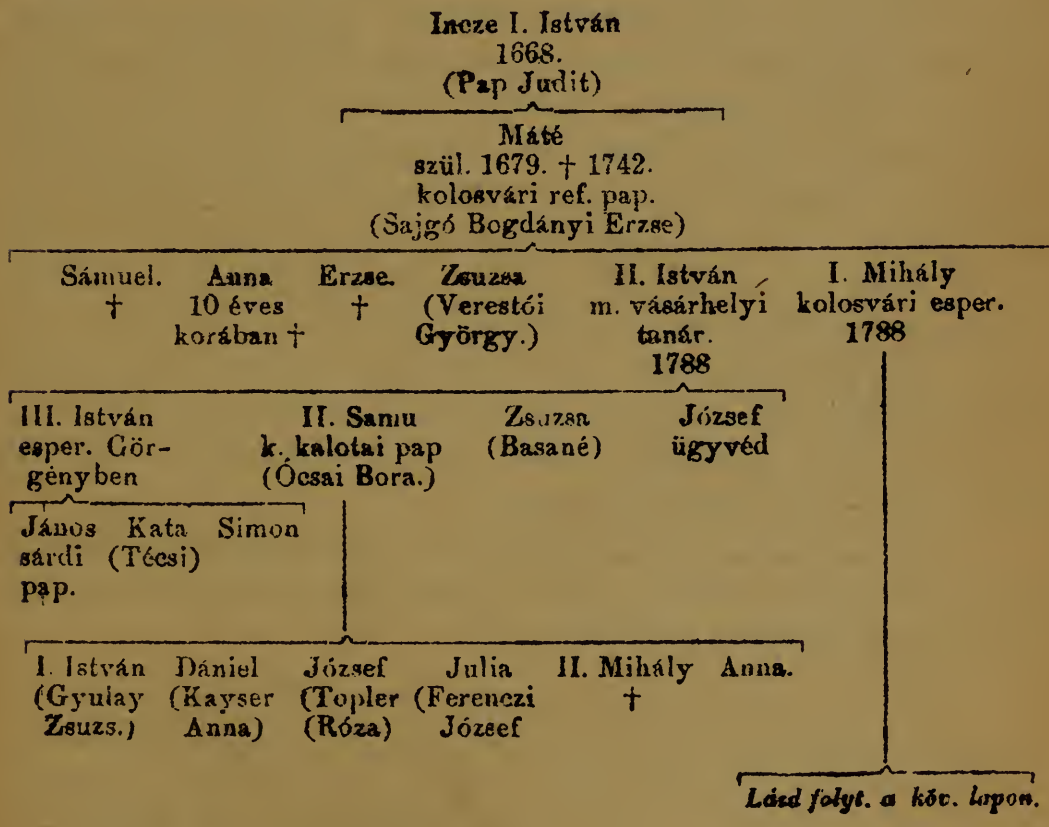 Incze I. István
1668.
(Pap Judit)
Máté
szül. 1679. † 1742.
kolosvári ref. pap.
(Sajgó Bogdányi Erzse)
Sámuel. Anna Erzse. Zsuzsa II. István I. Mihály
† 10 éves † (Verestói m. vásárhelyi kolosvári esper.
korában † György.) tanár. 1788
1788
III. István II. Samu Zsuzsa József
esper. Gör- k. kalotai pap (Basané) ügyvéd
gényben (Ócsai Bora.)
János Kata Simon
sárdi (Técsi)
pap.
I. István Dániel József Julia II. Mihály Anna.
(Gyulay (Kayser (Topler (Ferenczi †
Zsuzs.) Anna) (Róza) József
Lásd folyt. a köv. lapon.